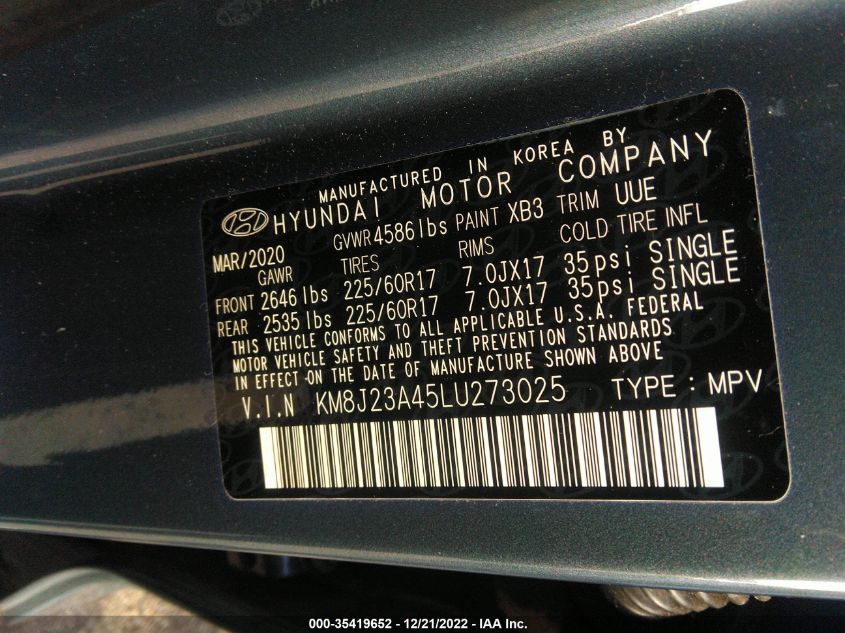 MANUFACTURED IN KOREA BY
HYUNDAI MOTOR COMPANY
MAR/2020 GVWR 4586 lbs PAINT XB3 TRIM UUE
GAWR TIRES RIMS COLD TIRE INFL
FRONT 2646 lbs 225/60R17 7.0JX17 35psi SINGLE
REAR 2535 lbs 225/60R17 7.0JX17 35psi SINGLE
THIS VEHICLE CONFORMS TO ALL APPLICABLE U.S.A. FEDERAL
MOTOR VEHICLE SAFETY AND THEFT PREVENTION STANDARDS
IN EFFECT ON THE DATE OF MANUFACTURE SHOWN ABOVE
V.I.N KM8J23A45LU273025 TYPE : MPV
000-35419652 - 12/21/2022 - IAA Inc.